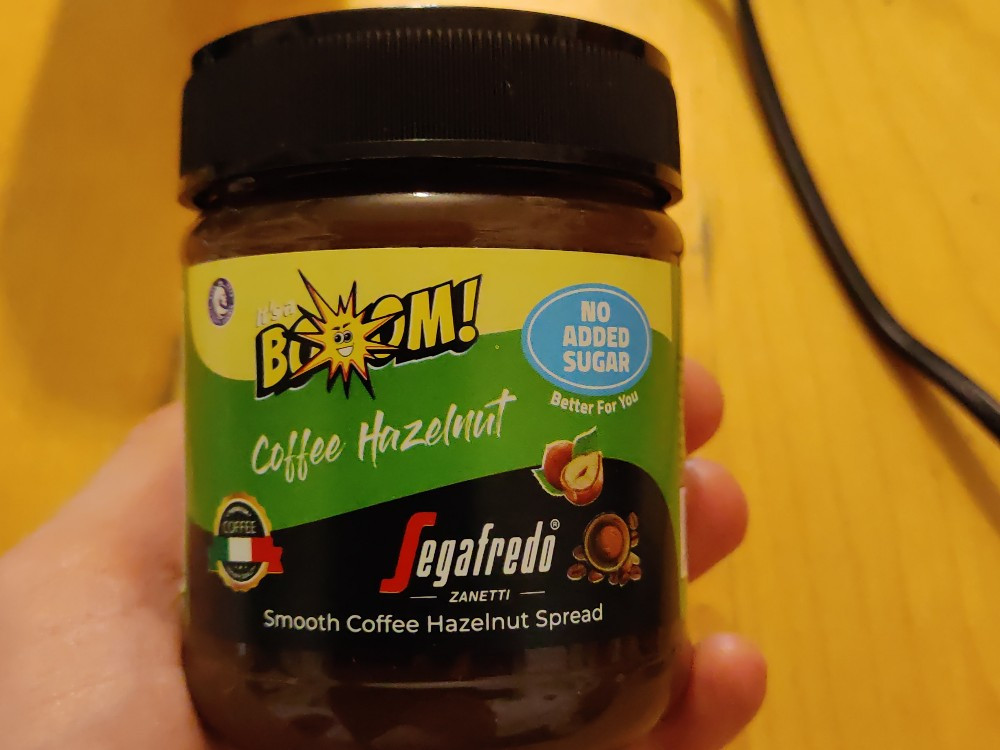 It's a
BOOM!
NO
ADDED
SUGAR
Better For You
Coffee Hazelnut
COFFEE
Segafredo®
ZANETTI
Smooth Coffee Hazelnut Spread